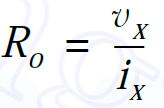 R_o = v_X / i_X